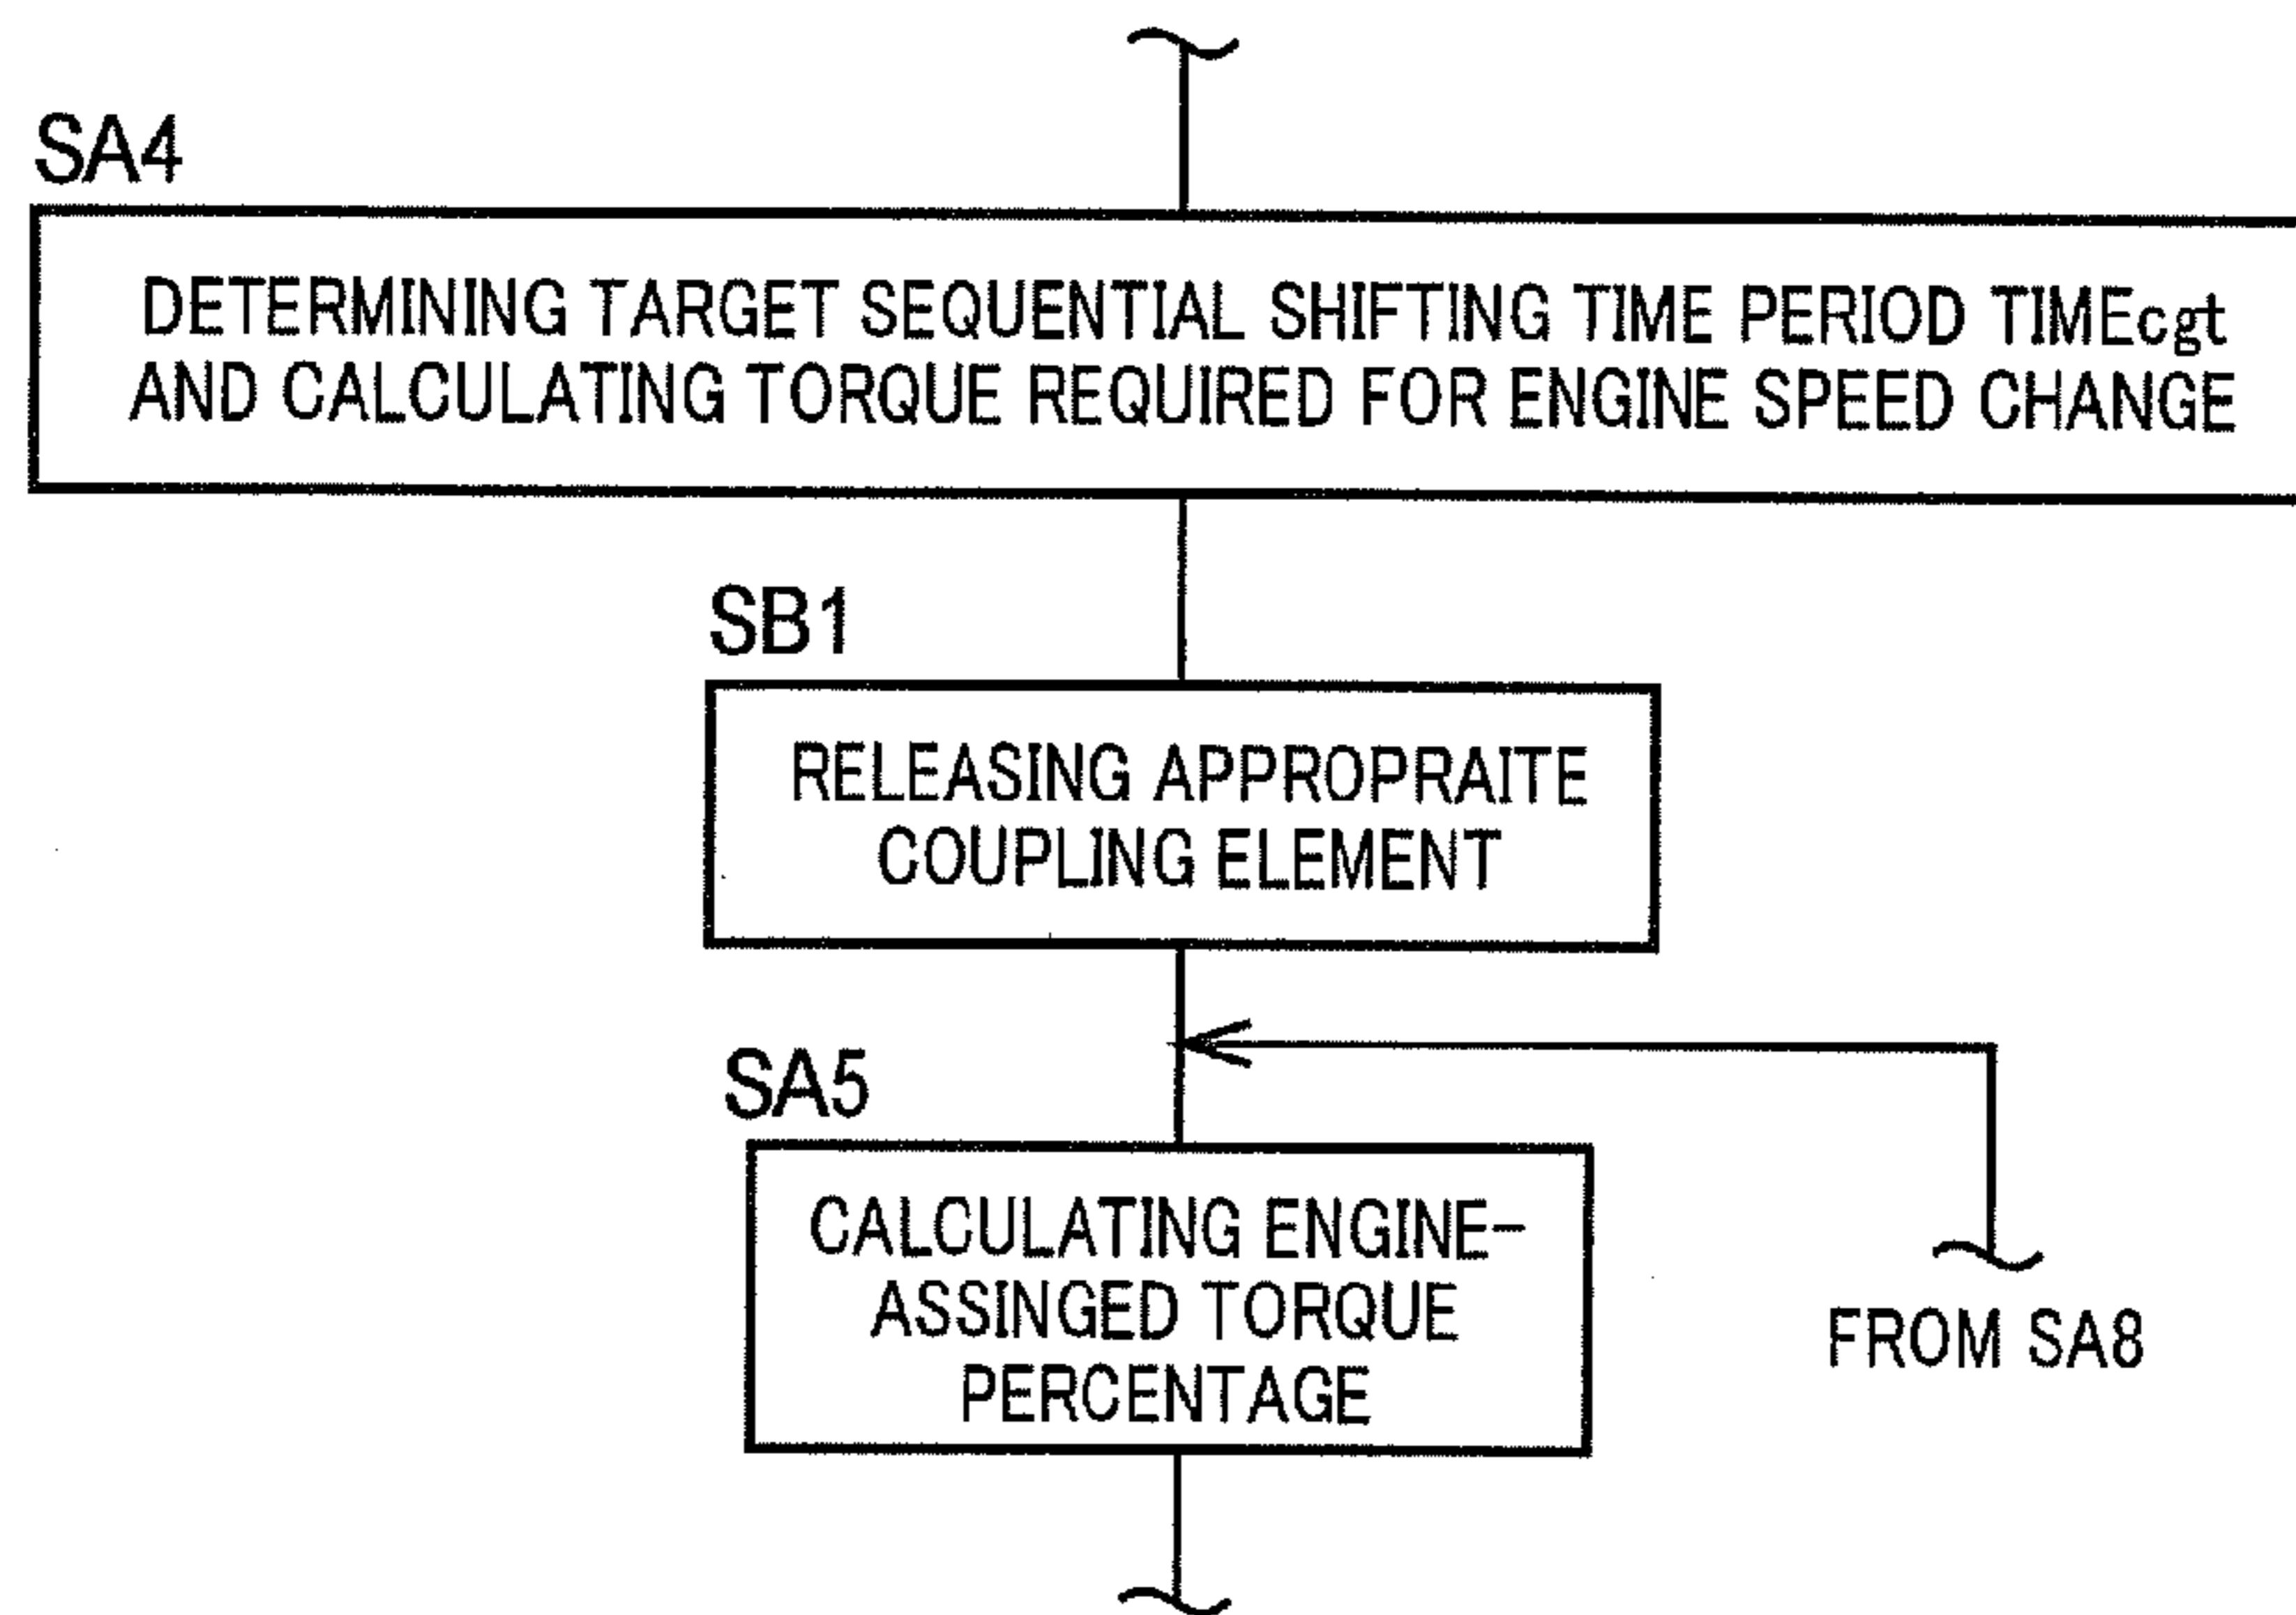 SA4
DETERMINING TARGET SEQUENTIAL SHIFTING TIME PERIOD TIMEcgt
AND CALCULATING TORQUE REQUIRED FOR ENGINE SPEED CHANGE
SB1
RELEASING APPROPRAITE
COUPLING ELEMENT
SA5
CALCULATING ENGINE-
ASSINGED TORQUE
PERCENTAGE
FROM SA8